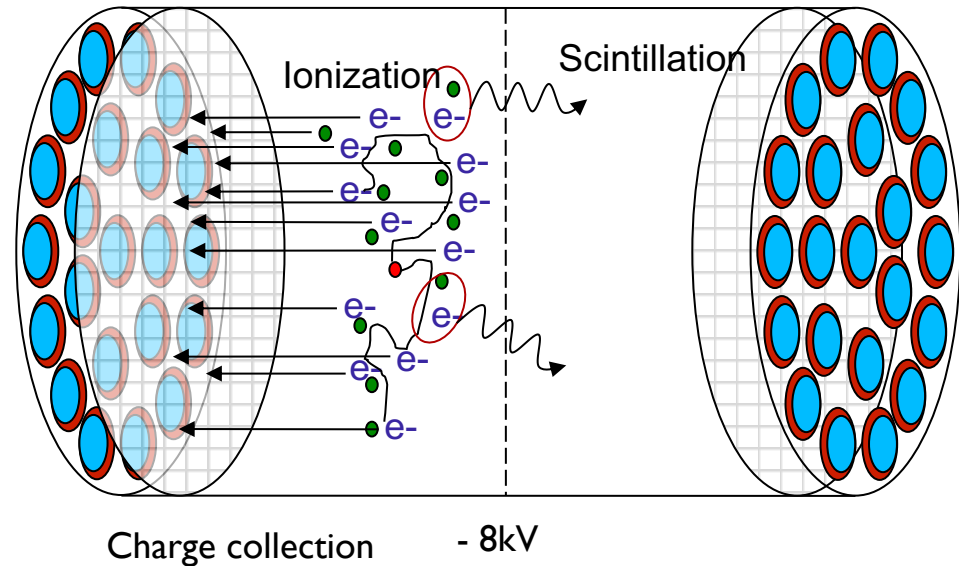 Ionization
Scintillation
e-
e-
e-
e-
e-
e-
e-
e-
e-
e-
e-
e-
e-
Charge collection
- 8kV